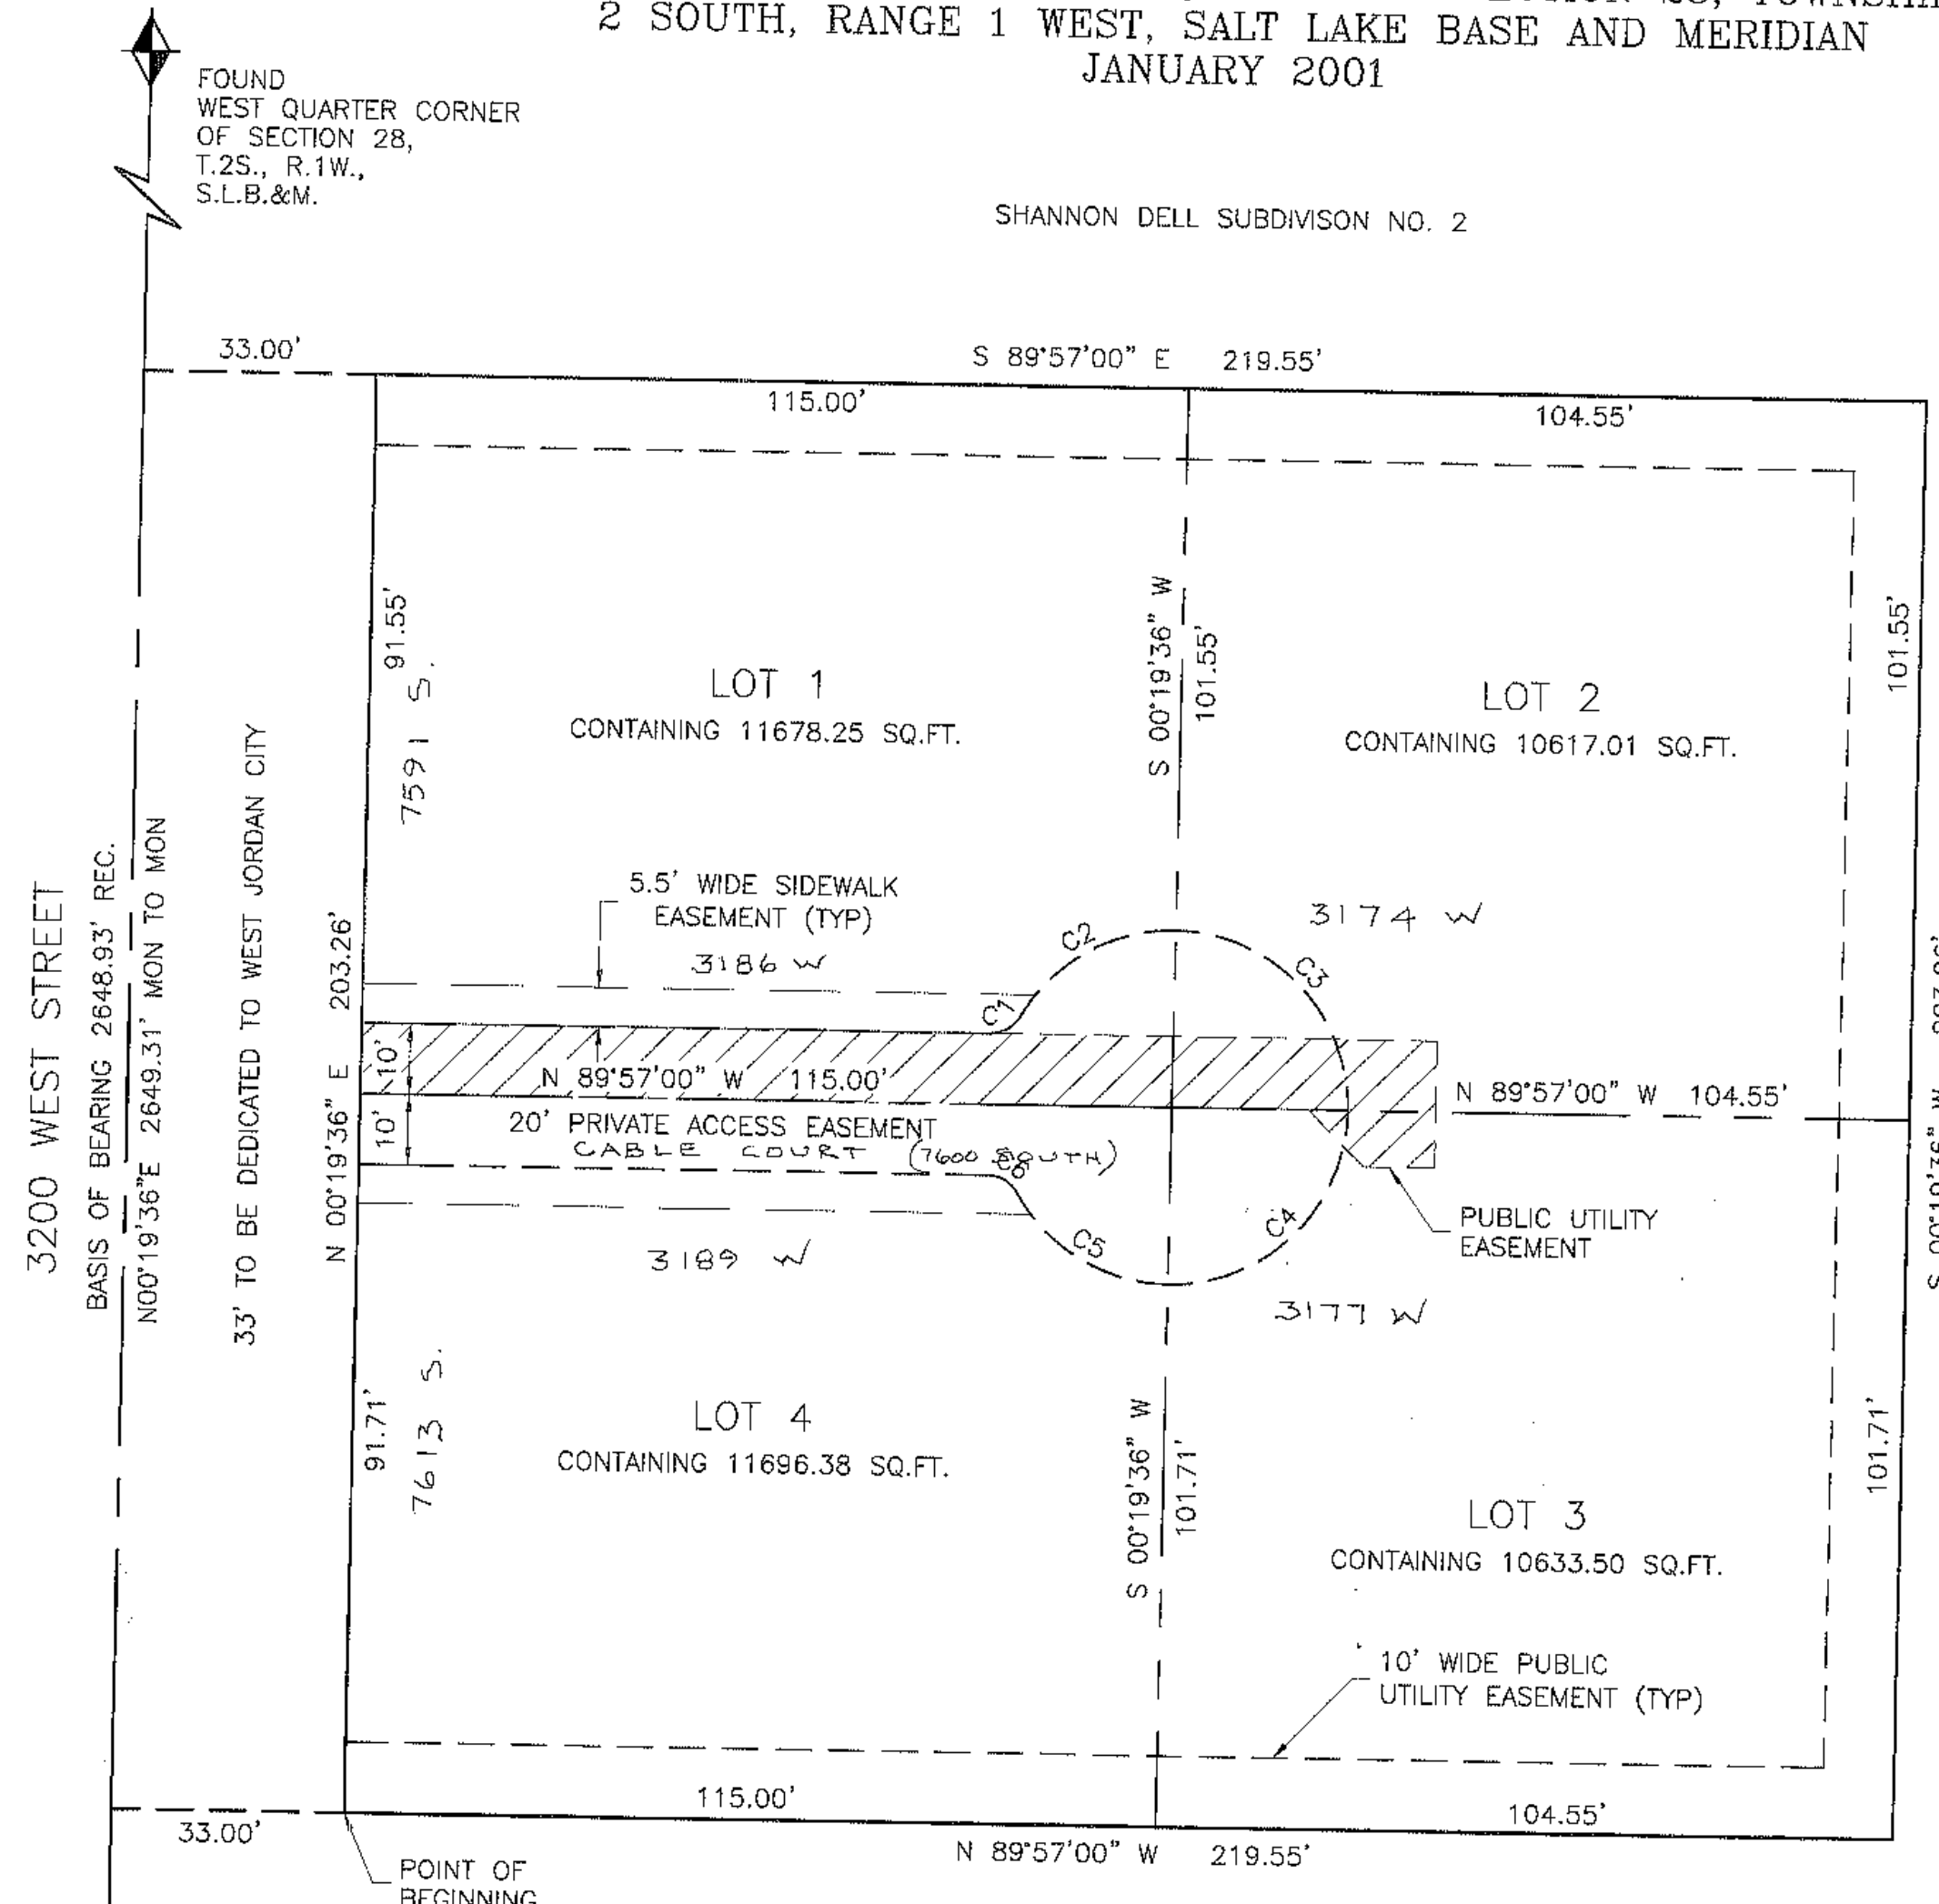 2 SOUTH, RANGE 1 WEST, SALT LAKE BASE AND MERIDIAN
JANUARY 2001
FOUND
WEST QUARTER CORNER
OF SECTION 28,
T.2S., R.1W.,
S.L.B.&M.
SHANNON DELL SUBDIVISON NO. 2
33.00'
S 89°57'00" E 219.55'
115.00'
104.55'
91.55'
7591 S.
S 00°19'36" W
101.55'
101.55'
LOT 1
CONTAINING 11678.25 SQ.FT.
LOT 2
CONTAINING 10617.01 SQ.FT.
3200 WEST STREET
BASIS OF BEARING 2648.93' REC.
N00°19'36"E 2649.31' MON TO MON
33' TO BE DEDICATED TO WEST JORDAN CITY
N 00°19'36" E 203.26'
5.5' WIDE SIDEWALK
EASEMENT (TYP)
3186 W
3174 W
C1
C2
C3
10'
N 89°57'00" W 115.00'
N 89°57'00" W 104.55'
10'
20' PRIVATE ACCESS EASEMENT
CABLE COURT (7600 SOUTH)
C6
C5
C4
PUBLIC UTILITY
EASEMENT
S 00°19'36" W
3189 W
3177 W
91.71'
7613 S.
S 00°19'36" W
101.71'
101.71'
LOT 4
CONTAINING 11696.38 SQ.FT.
LOT 3
CONTAINING 10633.50 SQ.FT.
10' WIDE PUBLIC
UTILITY EASEMENT (TYP)
115.00'
104.55'
33.00'
N 89°57'00" W 219.55'
POINT OF
BEGINNING